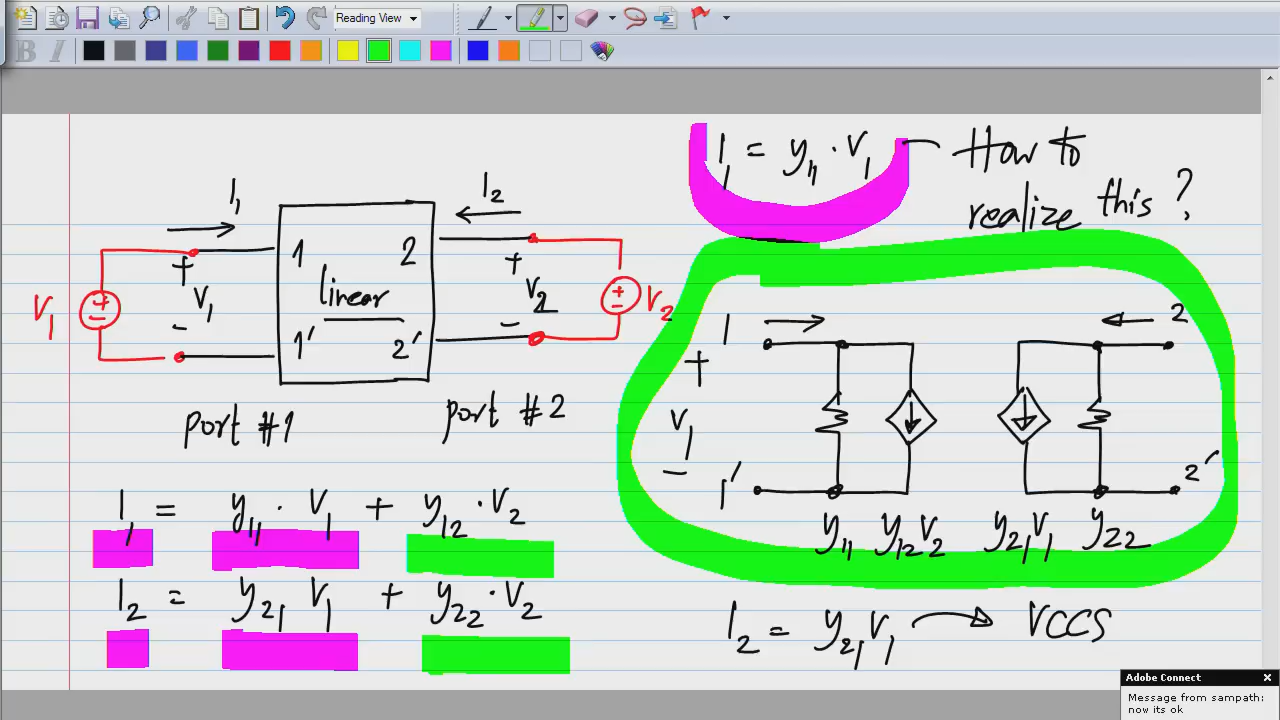 Reading View
B I
I1 I2
1 2
+ +
V1 + − V1 linear V2 + − V2
− −
1' 2'
port #1 port #2
I1 = y11 · V1 + y12 · V2
I2 = y21 V1 + y22 · V2
I1 = y11 · V1 How to
realize this?
1 2
+
V1
−
1' 2'
y11 y12V2 y21V1 y22
I2 = y21V1 → VCCS
Adobe Connect
Message from sampath:
now its ok